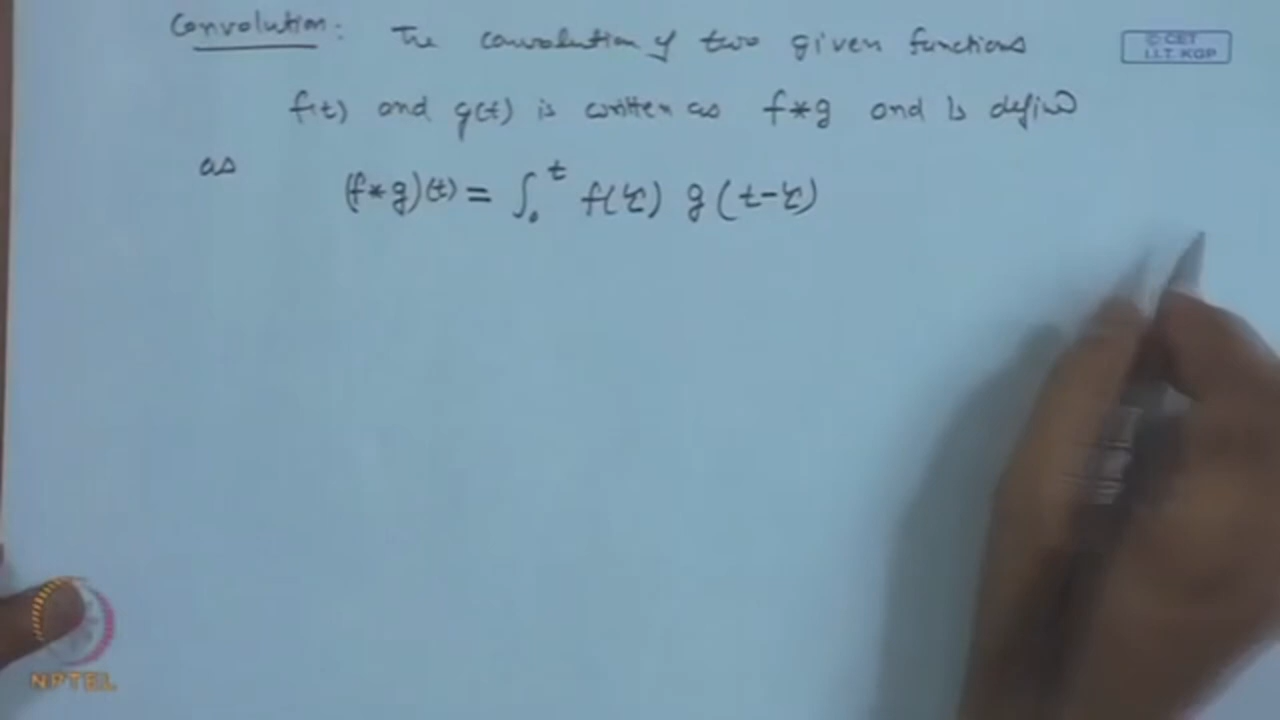 Convolution: The convolution of two given functions
© CET
I.I.T. KGP
f(t) and g(t) is written as f*g and is defined
as
(f*g)(t) = ∫₀ᵗ f(τ) g(t-τ)
NPTEL